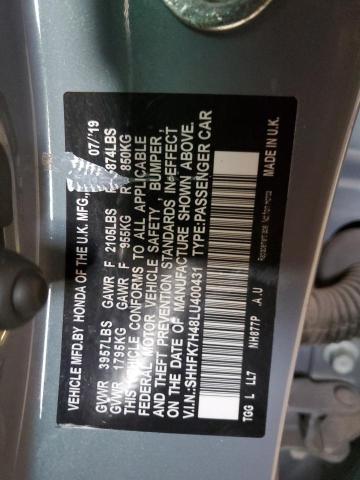 VEHICLE MFD.BY HONDA OF THE U.K. MFG., 07/'19
GVWR 3957LBS GAWR F 2105LBS R 1874LBS
GVWR 1795KG GAWR F 955KG R 850KG
THIS VEHICLE CONFORMS TO ALL APPLICABLE
FEDERAL MOTOR VEHICLE SAFETY, BUMPER,
AND THEFT PREVENTION STANDARDS IN EFFECT
ON THE DATE OF MANUFACTURE SHOWN ABOVE.
V.I.N.:SHHFK7H48LU400431 TYPE:PASSENGER CAR
TGG L LL7 NH877P A.U MADE IN U.K.